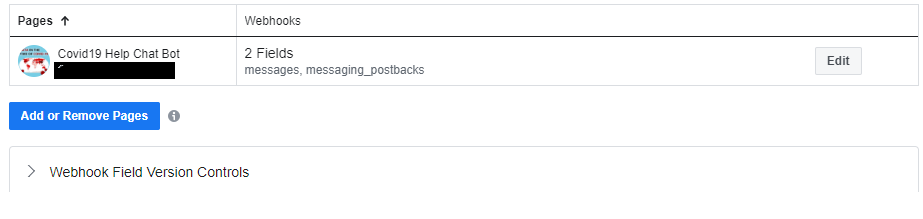 Pages ↑ Webhooks
Covid19 Help Chat Bot
2 Fields
messages, messaging_postbacks
Edit
Add or Remove Pages
Webhook Field Version Controls